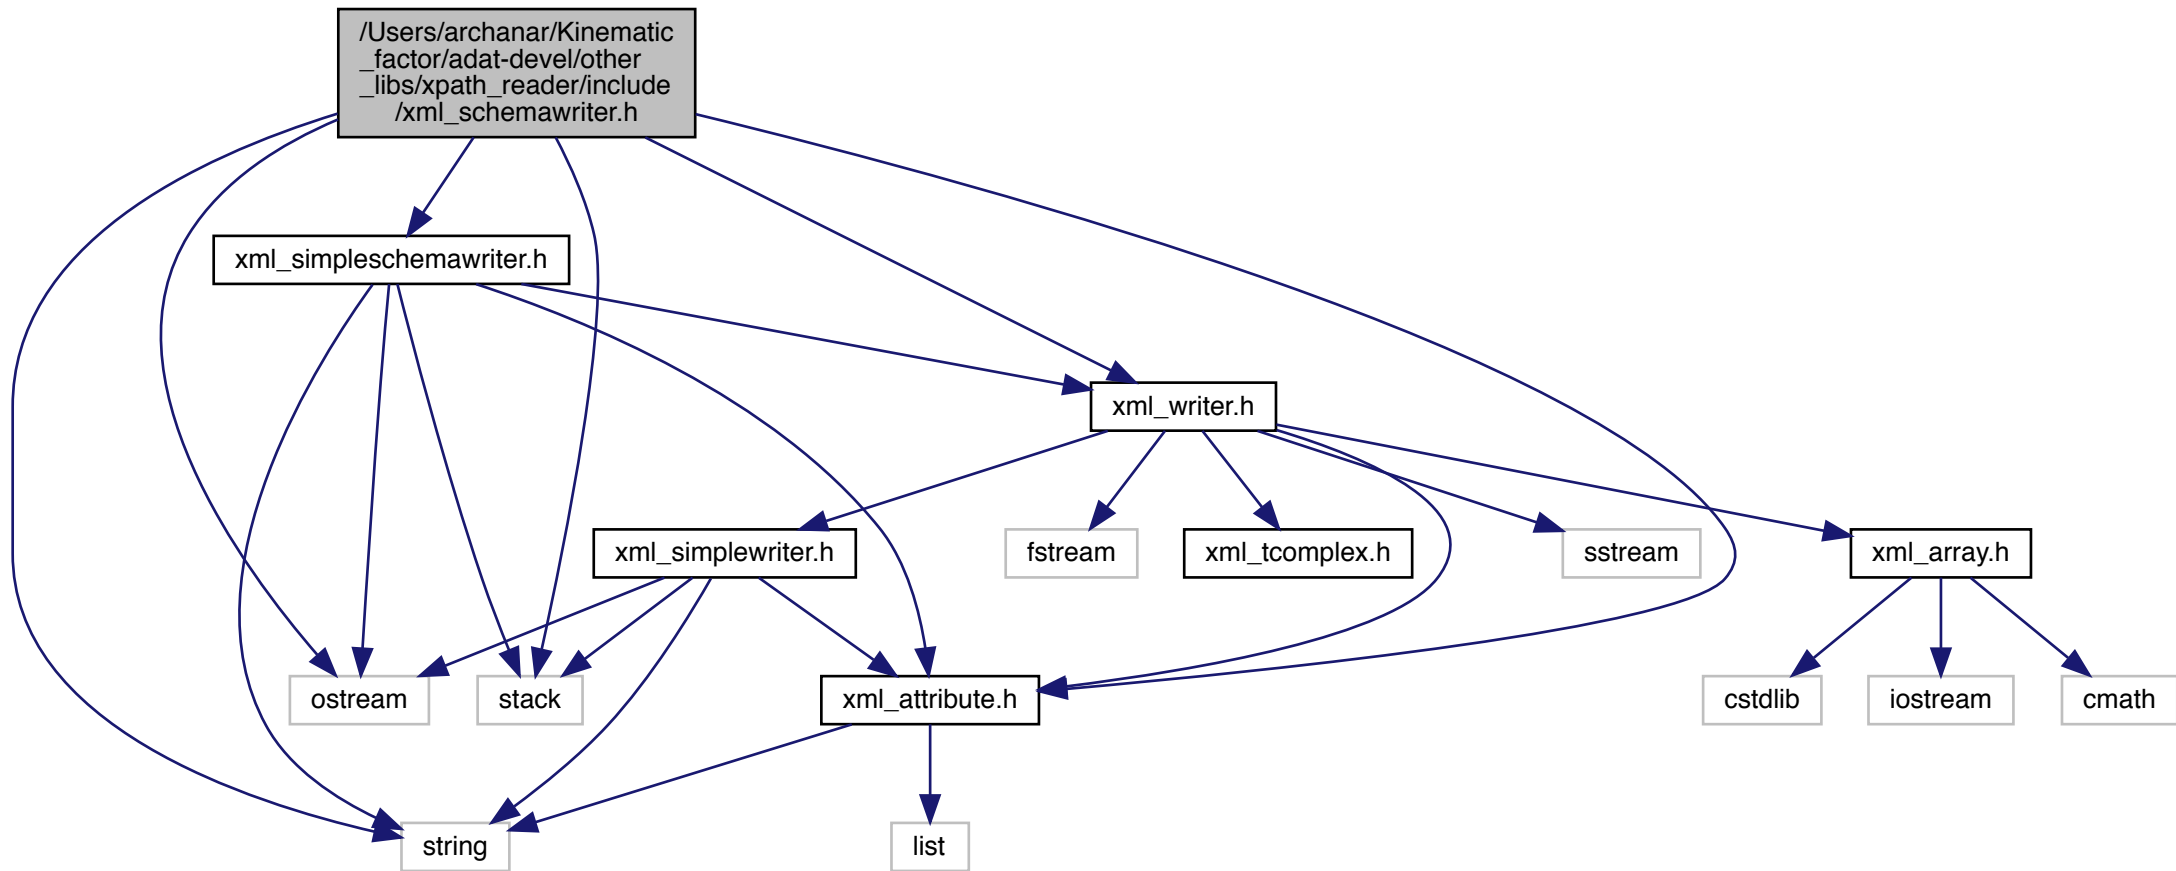 /Users/archanar/Kinematic
_factor/adat-devel/other
_libs/xpath_reader/include
/xml_schemawriter.h
xml_simpleschemawriter.h
xml_writer.h
xml_simplewriter.h
fstream
xml_tcomplex.h
sstream
xml_array.h
ostream
stack
xml_attribute.h
cstdlib
iostream
cmath
string
list